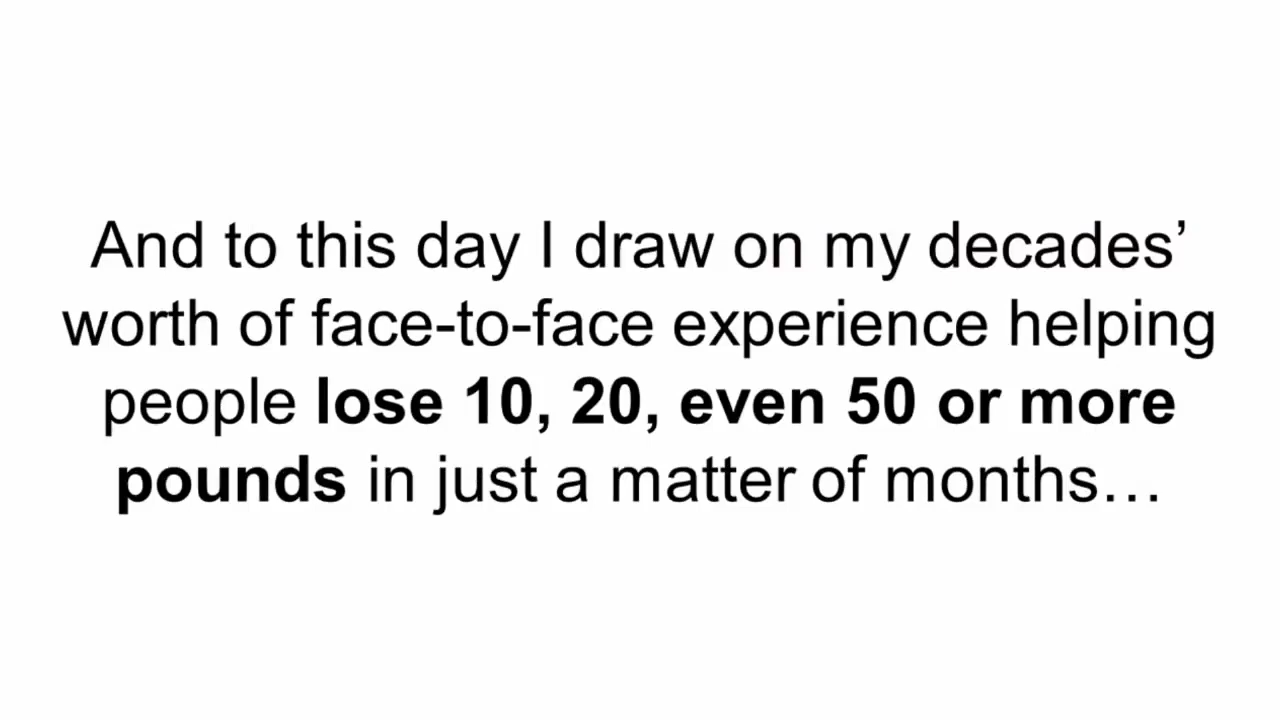 And to this day I draw on my decades’
worth of face-to-face experience helping
people lose 10, 20, even 50 or more
pounds in just a matter of months…